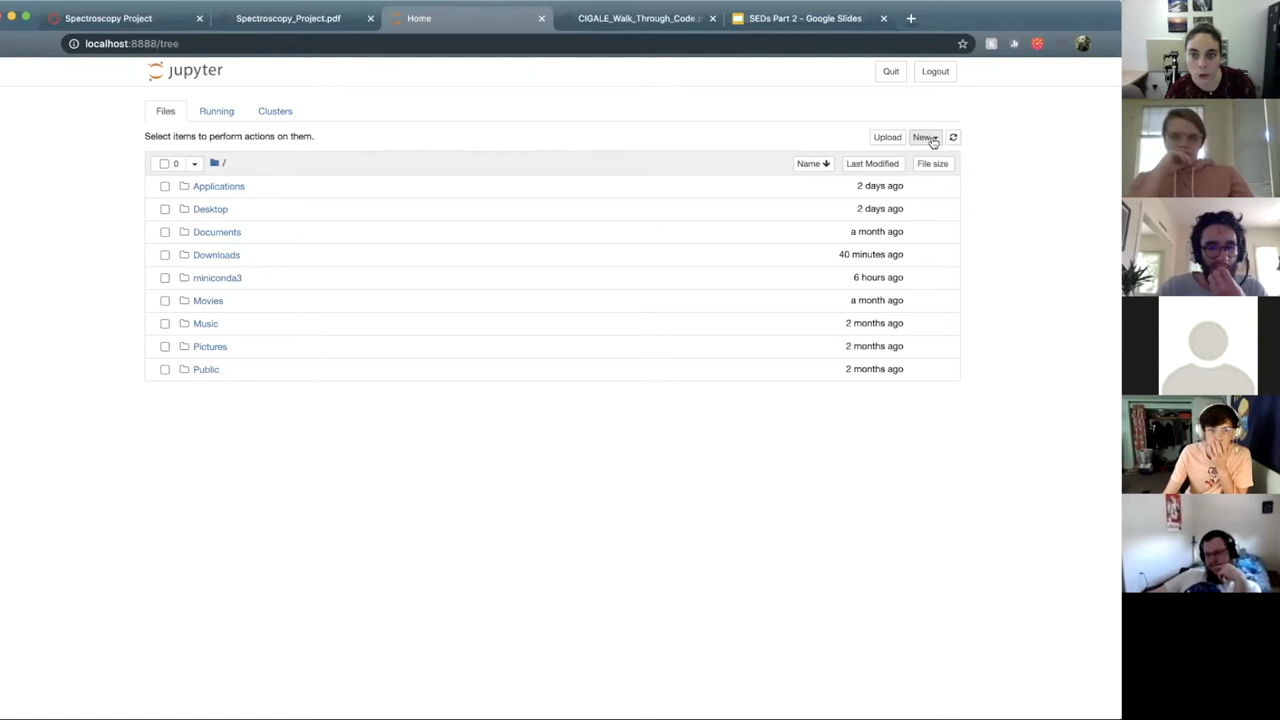 Spectroscopy Project
Spectroscopy_Project.pdf
Home
CIGALE_Walk_Through_Code.
SEDs Part 2 - Google Slides
localhost:8888/tree
jupyter
Quit
Logout
Files
Running
Clusters
Select items to perform actions on them.
Upload
New
0
/
Name
Last Modified
File size
Applications
2 days ago
Desktop
2 days ago
Documents
a month ago
Downloads
40 minutes ago
miniconda3
6 hours ago
Movies
a month ago
Music
2 months ago
Pictures
2 months ago
Public
2 months ago